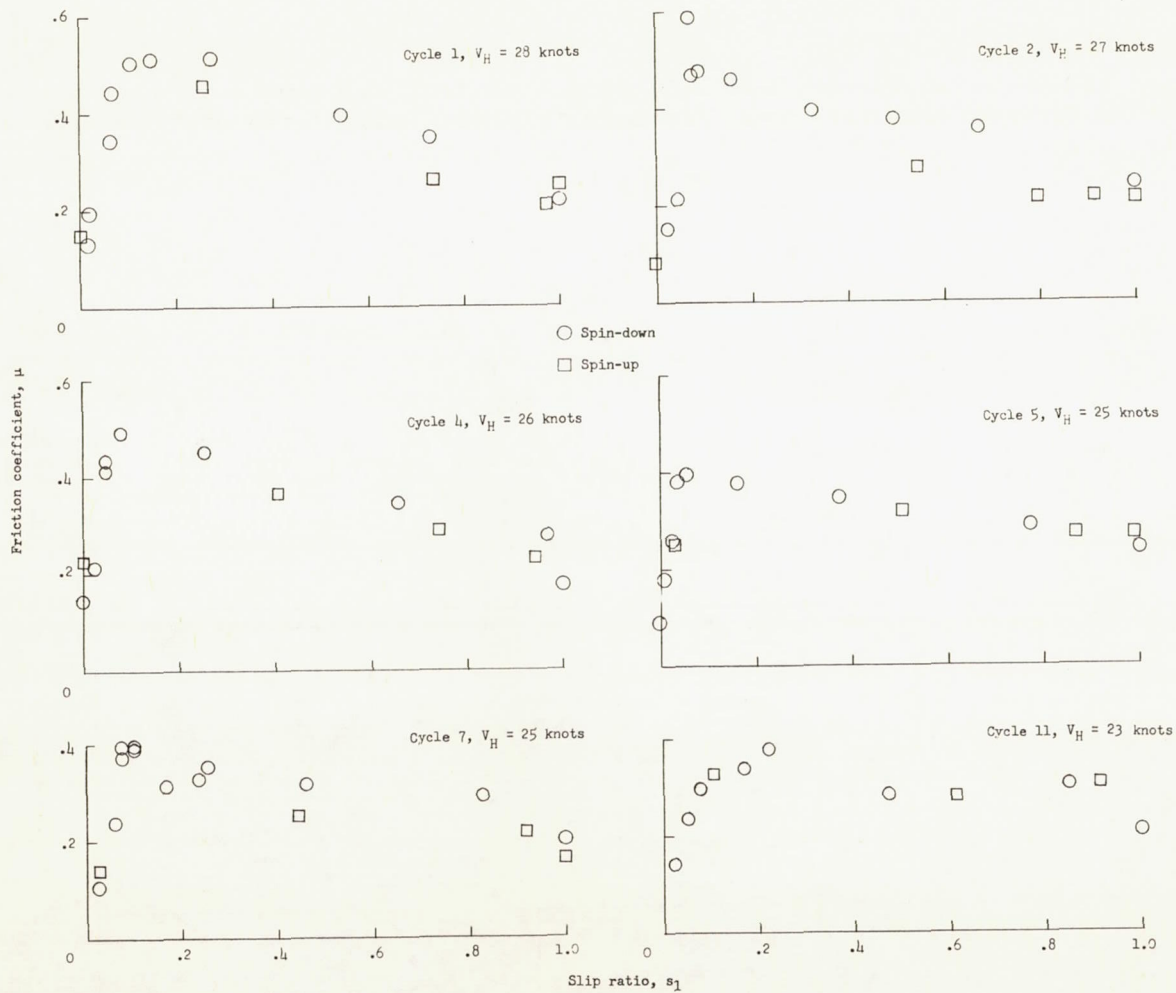 .6
.4
.2
0
Cycle 1, V_H = 28 knots
Cycle 2, V_H = 27 knots
Spin-down
Spin-up
.6
.4
.2
0
Cycle 4, V_H = 26 knots
Cycle 5, V_H = 25 knots
Friction coefficient, μ
.4
.2
0
Cycle 7, V_H = 25 knots
Cycle 11, V_H = 23 knots
.2
.4
.6
.8
1.0
0
.2
.4
.6
.8
1.0
Slip ratio, s1